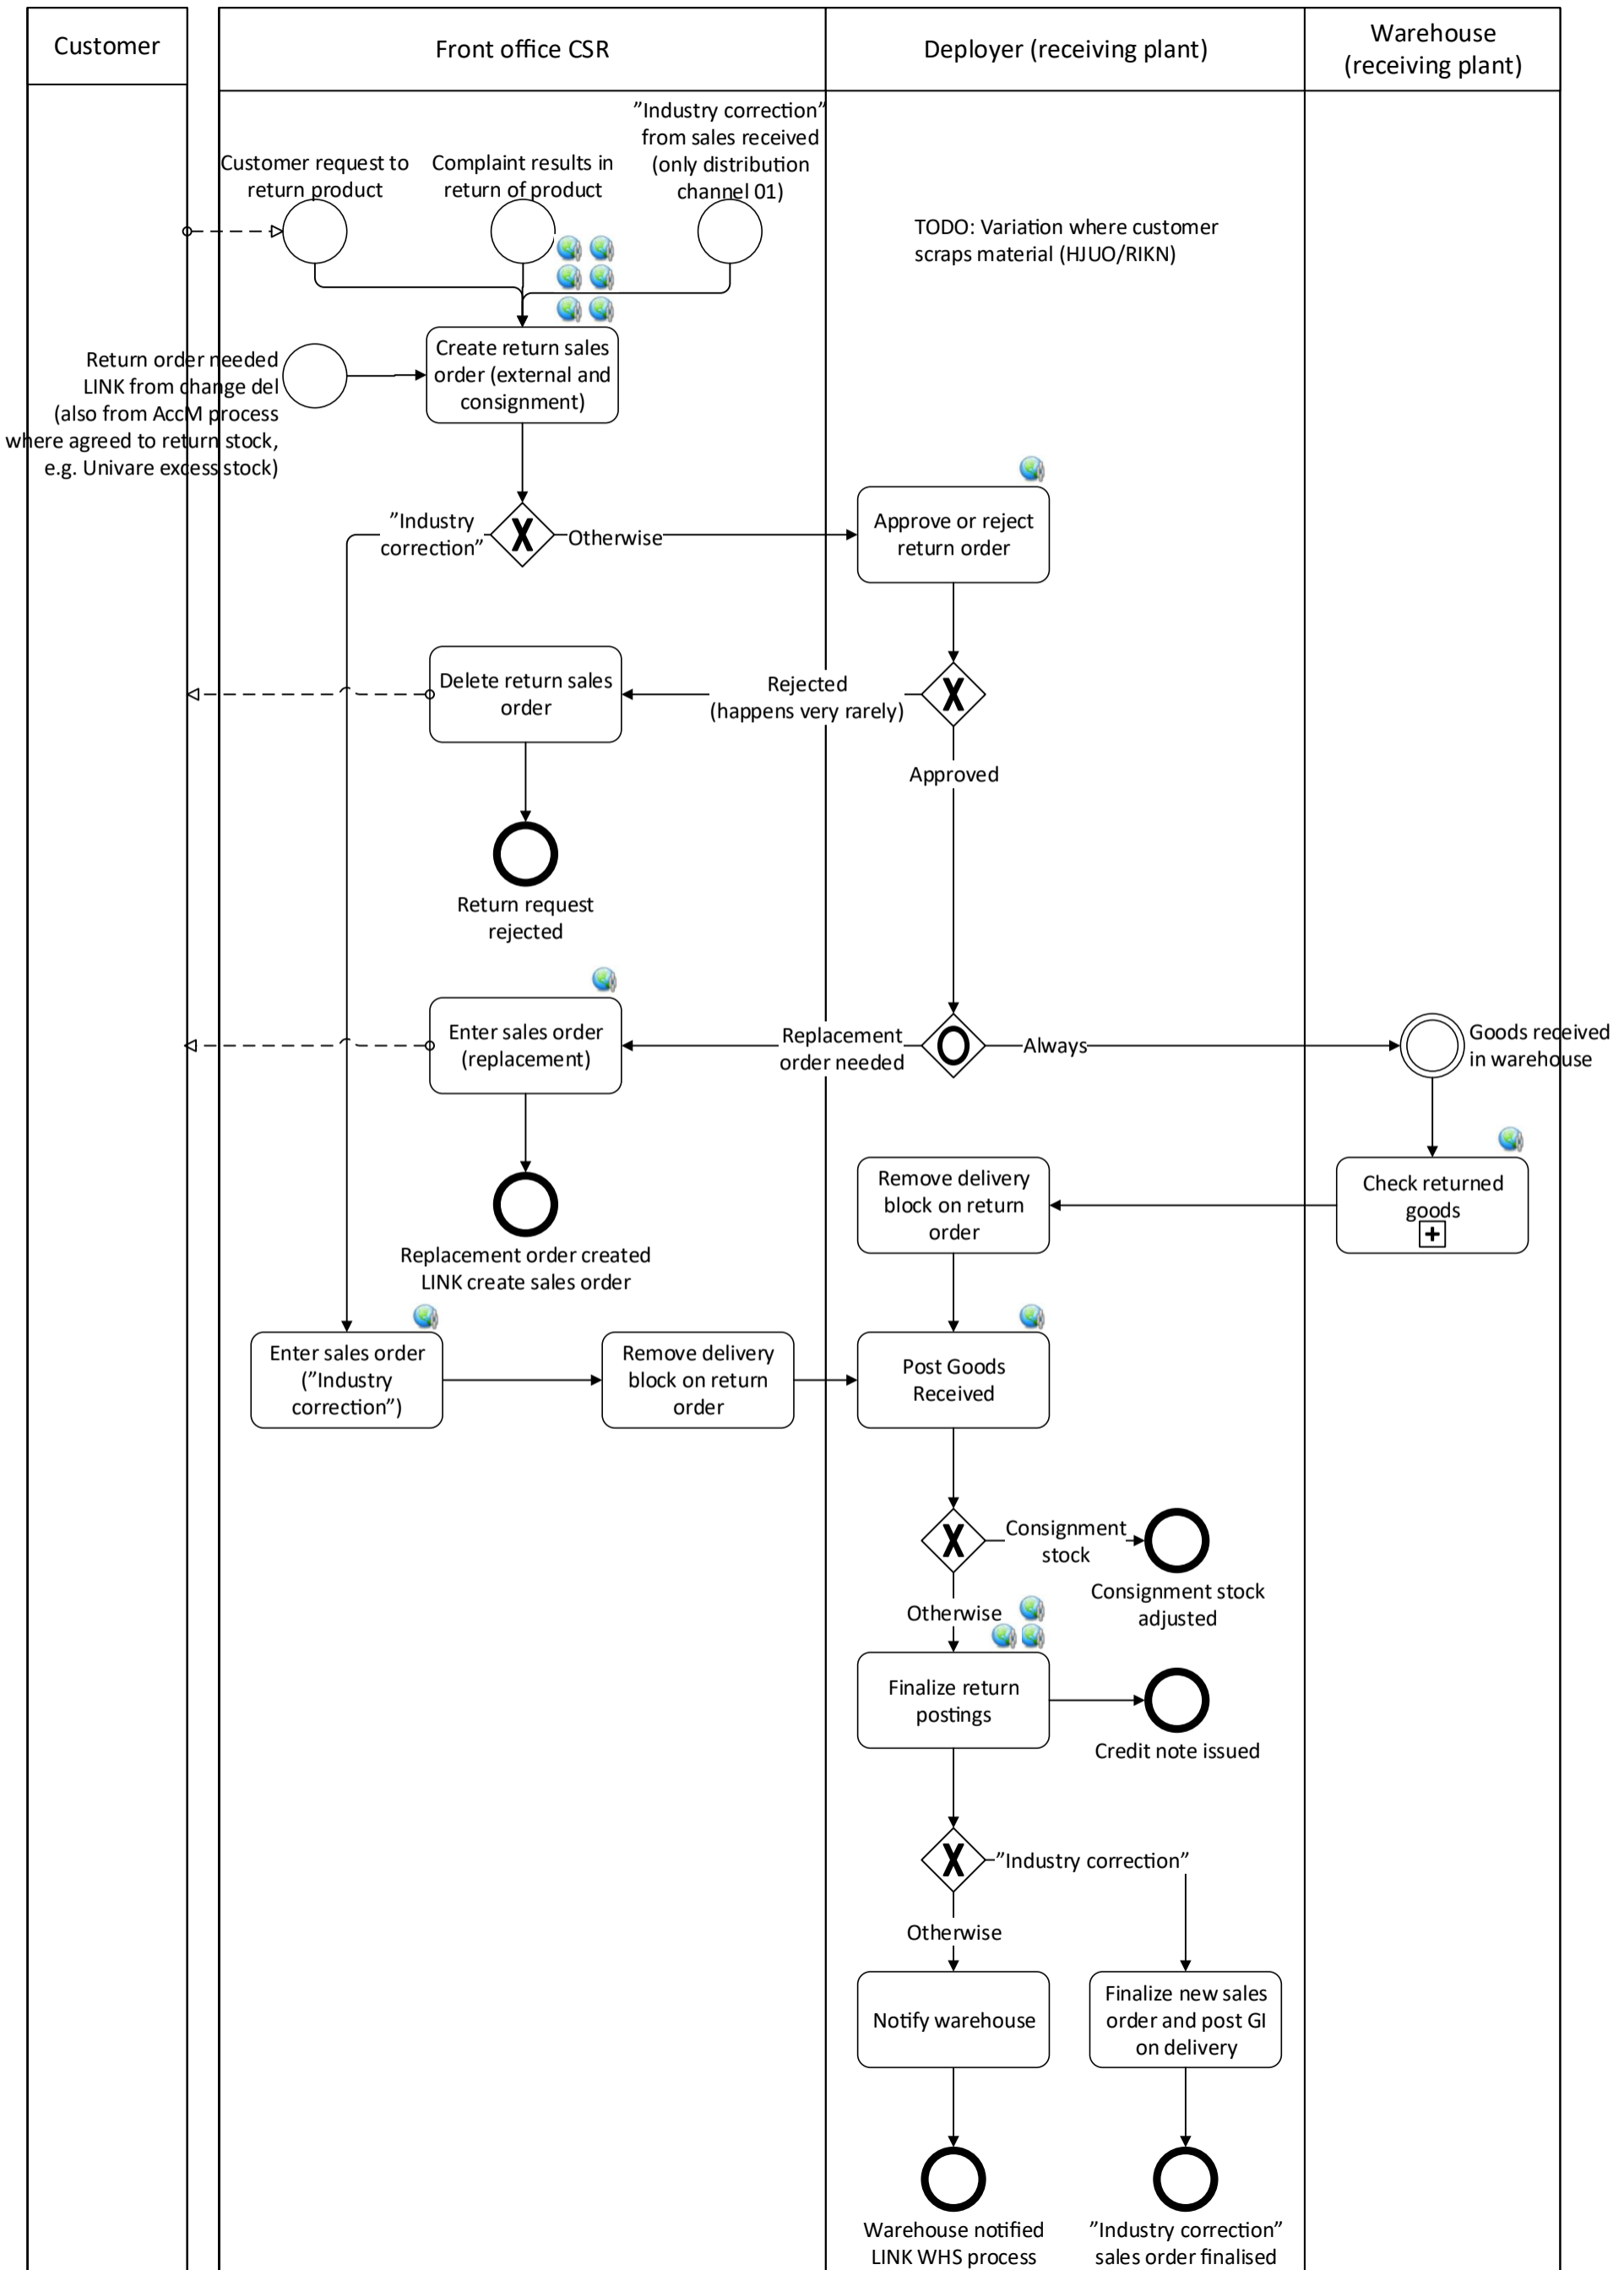 Customer
Front office CSR
Deployer (receiving plant)
Warehouse
(receiving plant)
”Industry correction”
from sales received
(only distribution
channel 01)
Customer request to
return product
Complaint results in
return of product
TODO: Variation where customer
scraps material (HJUO/RIKN)
Return order needed
LINK from change del
(also from AccM process
where agreed to return stock,
e.g. Univare excess stock)
Create return sales
order (external and
consignment)
”Industry
correction”
X
Otherwise
Approve or reject
return order
Delete return sales
order
Rejected
(happens very rarely)
X
Approved
Return request
rejected
Enter sales order
(replacement)
Replacement
order needed
Always
Goods received
in warehouse
Remove delivery
block on return
order
Check returned
goods
Replacement order created
LINK create sales order
Enter sales order
(”Industry
correction”)
Remove delivery
block on return
order
Post Goods
Received
X
Consignment
stock
Consignment stock
adjusted
Otherwise
Finalize return
postings
Credit note issued
X
”Industry correction”
Otherwise
Notify warehouse
Finalize new sales
order and post GI
on delivery
Warehouse notified
LINK WHS process
”Industry correction”
sales order finalised